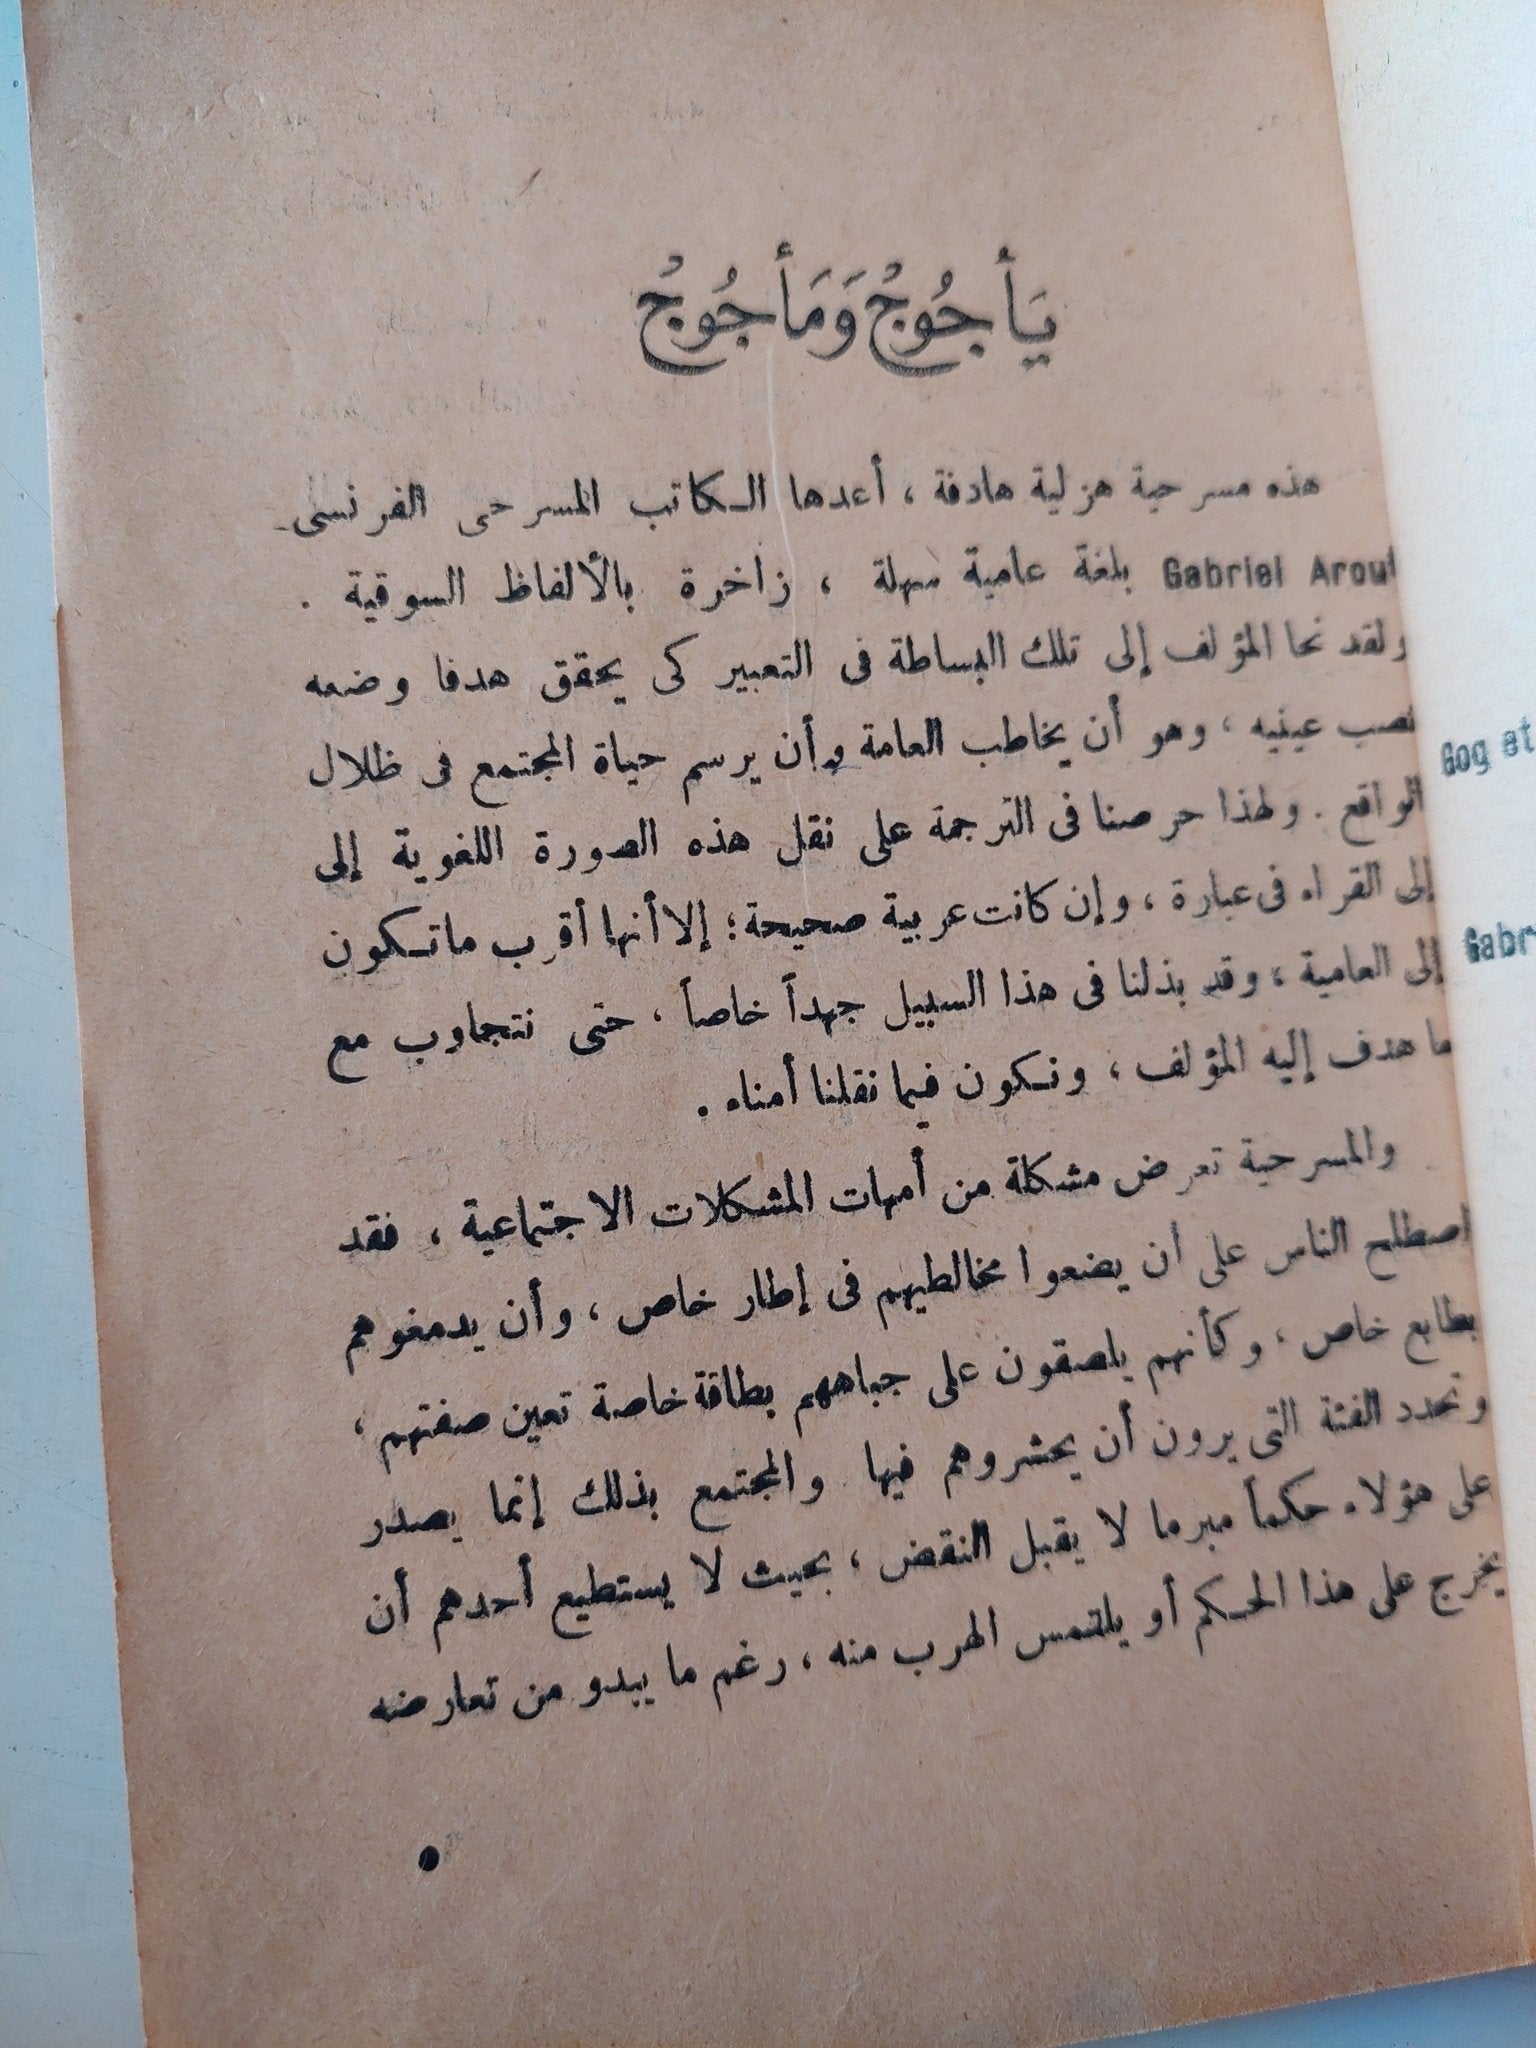 يَأجُوجُ وَمَأجُوجُ
هذه مسرحية هزلية هادفة ، أعدها الكاتب المسرحى الفرنسى
Gabriel Arout بلغة عامية سهلة ، زاخرة بالألفاظ السوقية .
ولقد نحا المؤلف إلى تلك البساطة فى التعبير كى يحقق هدفا وضعه
نصب عينيه ، وهو أن يخاطب العامة وأن يرسم حياة المجتمع فى ظلال
الواقع . ولهذا حرصنا فى الترجمة على نقل هذه الصورة اللغوية إلى
إلى القراء فى عبارة ، وإن كانت عربية صحيحة ؛ إلا أنها أقرب ما تكون
إلى العامية ، وقد بذلنا فى هذا السبيل جهداً خاصاً ، حتى نتجاوب مع
ما هدف إليه المؤلف ، ونكون فيما نقلنا أمناء .
والمسرحية تعرض مشكلة من أمهات المشكلات الاجتماعية ، فقد
اصطلح الناس على أن يضعوا مخالطيهم فى إطار خاص ، وأن يدمغوهم
بطابع خاص ، وكأنهم يلصقون على جباههم بطاقة خاصة تعين صفتهم ،
وتحدد الفئة التى يرون أن يحشروهم فيها والمجتمع بذلك إنما يصدر
على هؤلاء حكماً مبرما لا يقبل النقض ، بحيث لا يستطيع أحدهم أن
يخرج على هذا الحكم أو يلتمس الهرب منه ، رغم ما يبدو من تعارضه
Gog et
Gabr